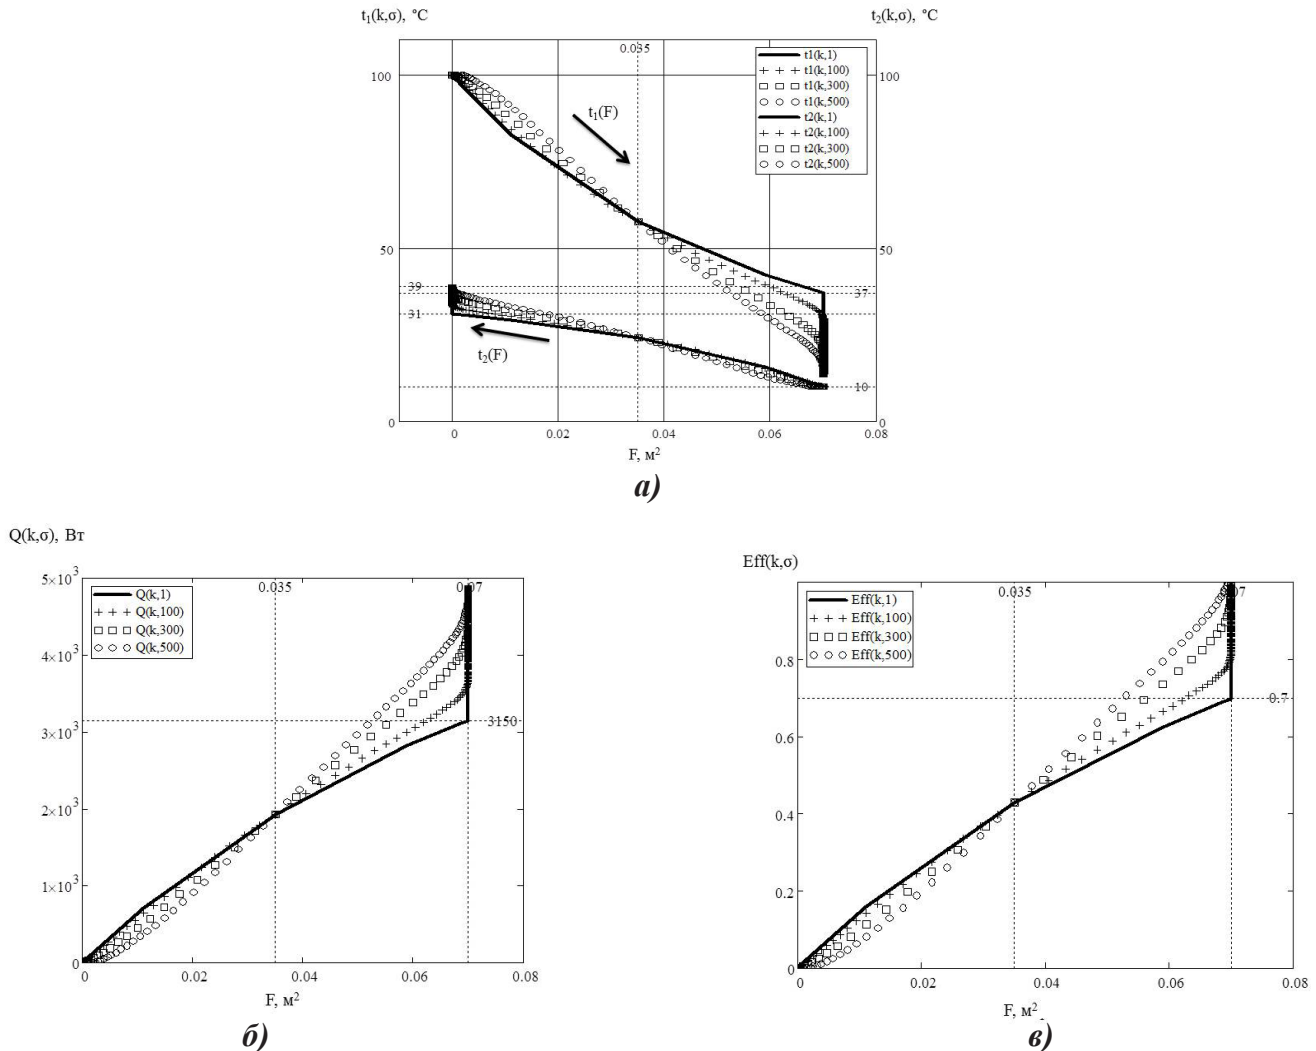 t₁(k,σ), °C
t₂(k,σ), °C
0.035
t1(k,1)
t1(k,100)
t1(k,300)
t1(k,500)
t2(k,1)
t2(k,100)
t2(k,300)
t2(k,500)
100
100
t₁(F)
50
50
39
37
31
t₂(F)
10
0
0
0
0.02
0.04
0.06
0.08
F, м²
а)
Q(k,σ), Вт
5×10³
0.035
0.07
Q(k,1)
Q(k,100)
Q(k,300)
Q(k,500)
4×10³
3150
3×10³
2×10³
1×10³
0
0
0.02
0.04
0.06
0.08
F, м²
б)
Eff(k,σ)
0.035
07
Eff(k,1)
Eff(k,100)
Eff(k,300)
Eff(k,500)
0.8
0.7
0.6
0.4
0.2
0
0
0.02
0.04
0.06
0.08
F, м²
в)